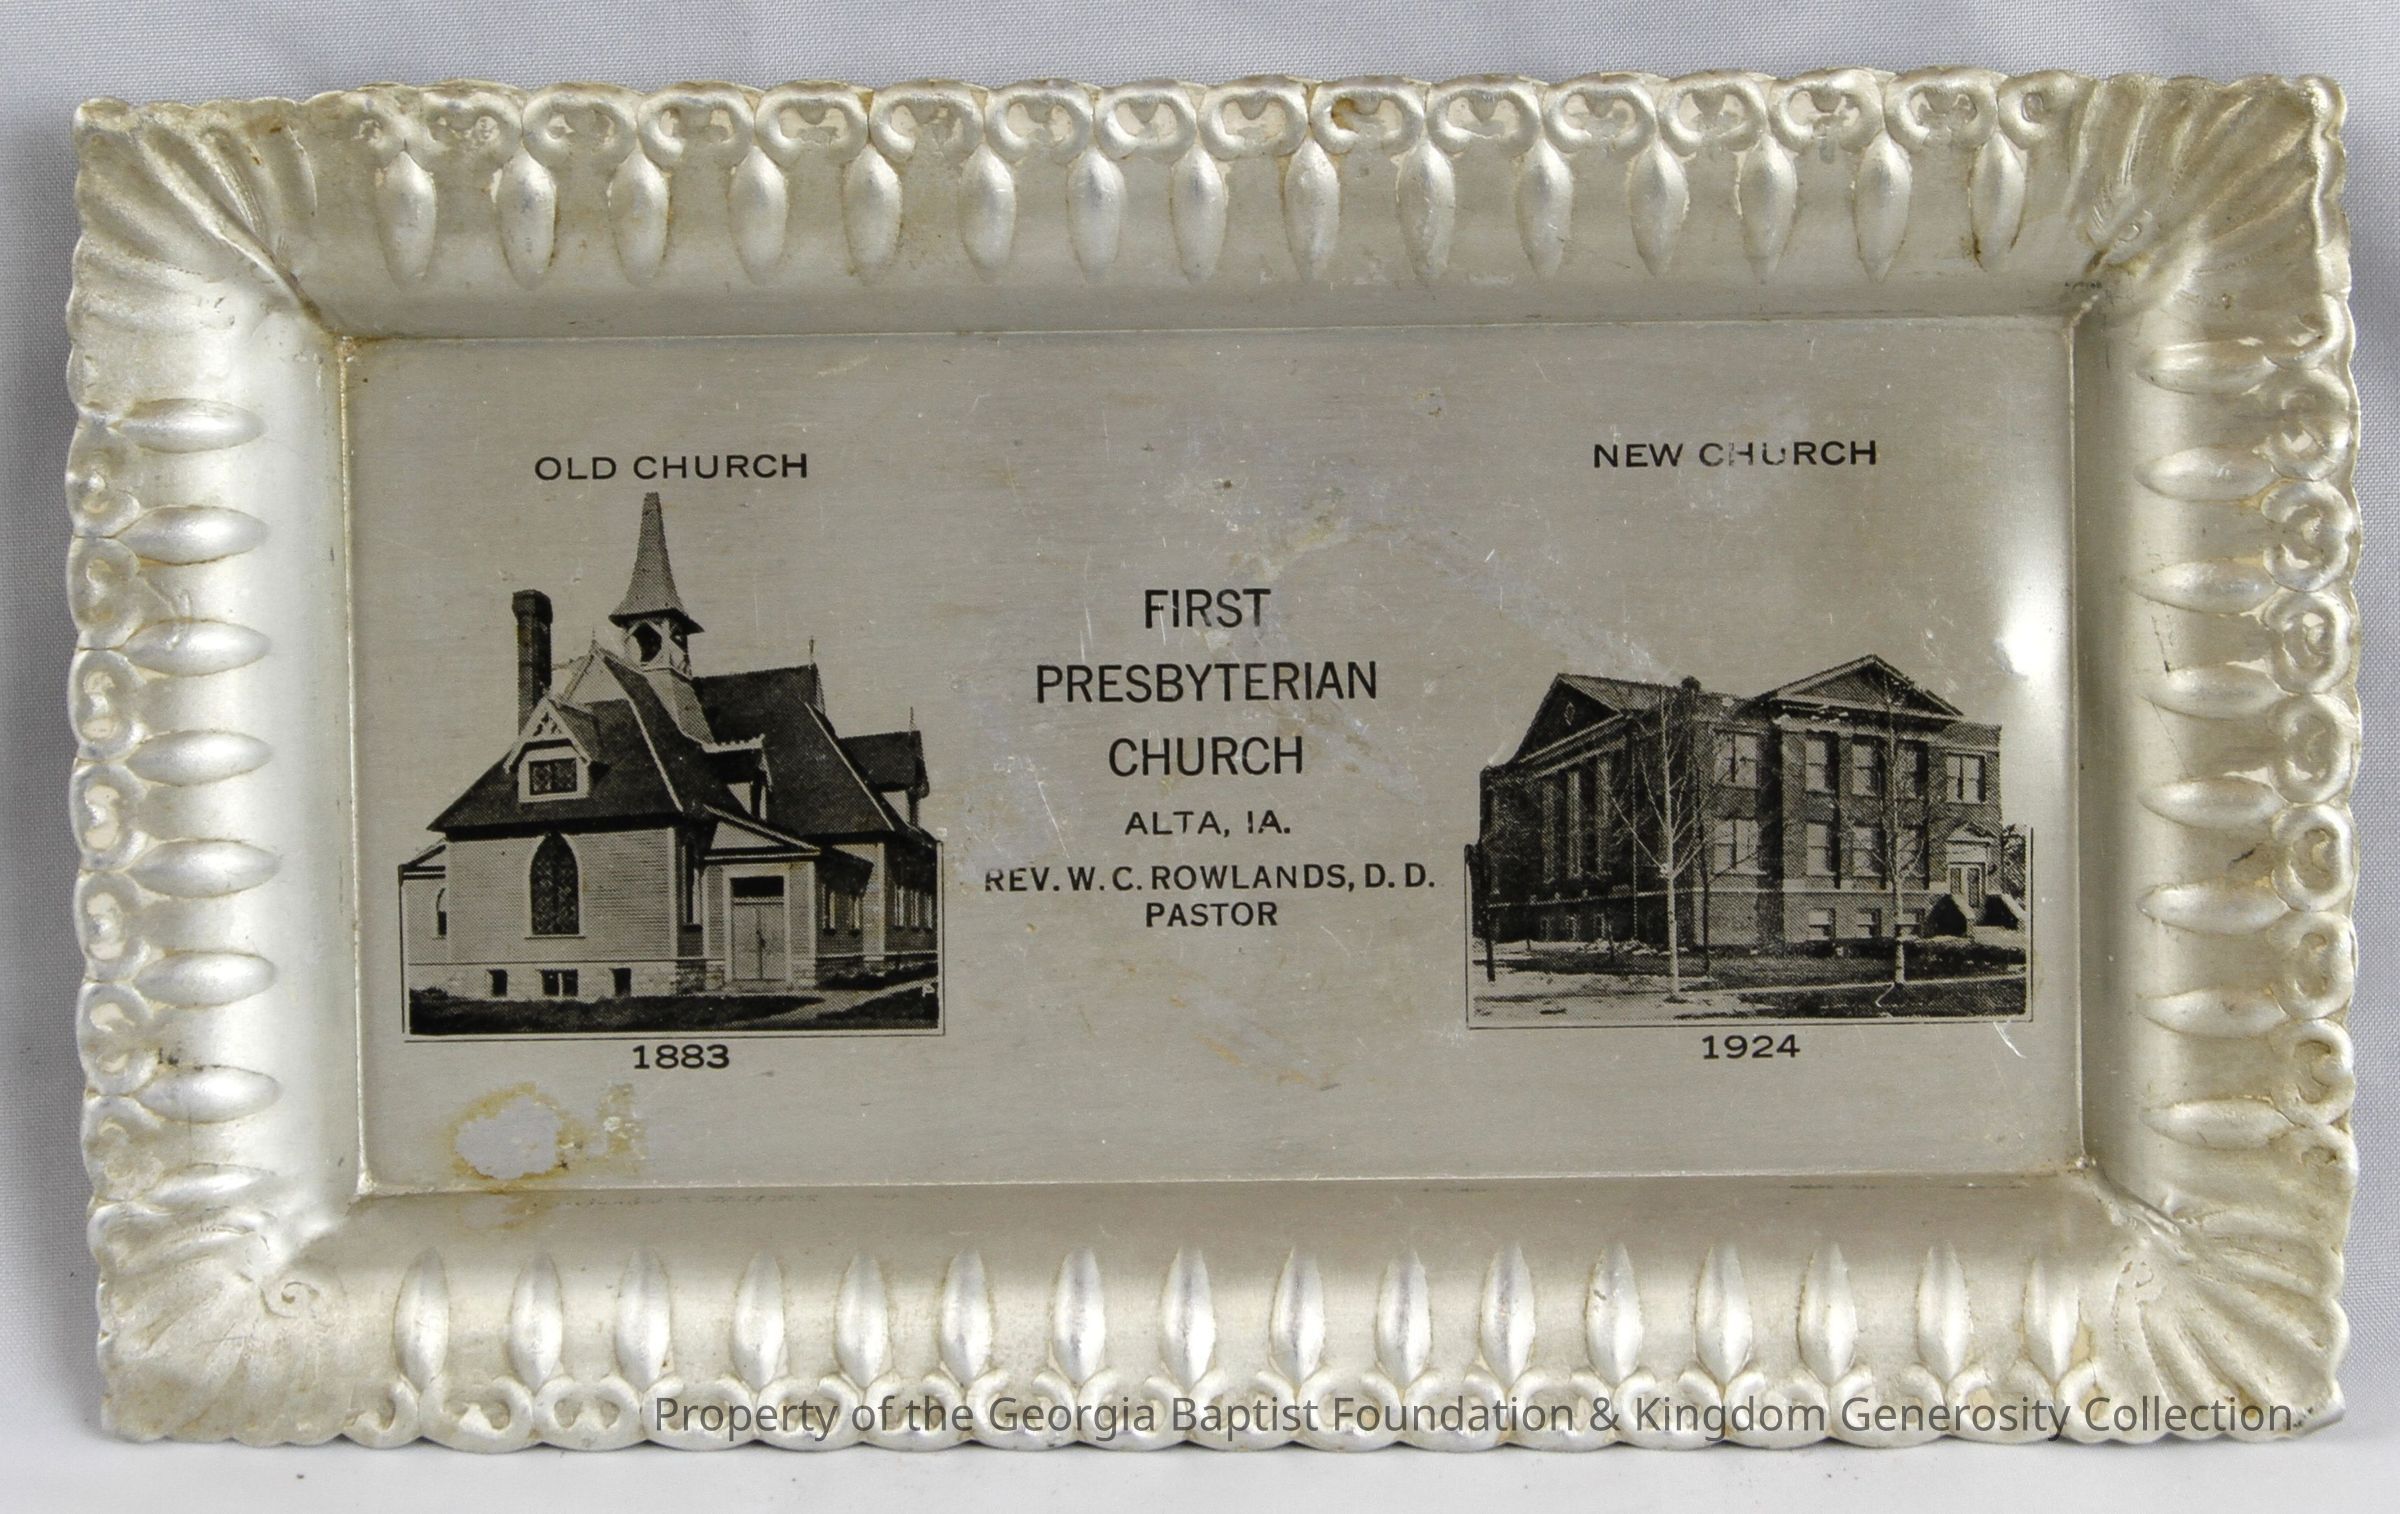 OLD CHURCH
1883
FIRST
PRESBYTERIAN
CHURCH
ALTA, IA.
REV. W. C. ROWLANDS, D. D.
PASTOR
NEW CHURCH
1924
Property of the Georgia Baptist Foundation & Kingdom Generosity Collection.